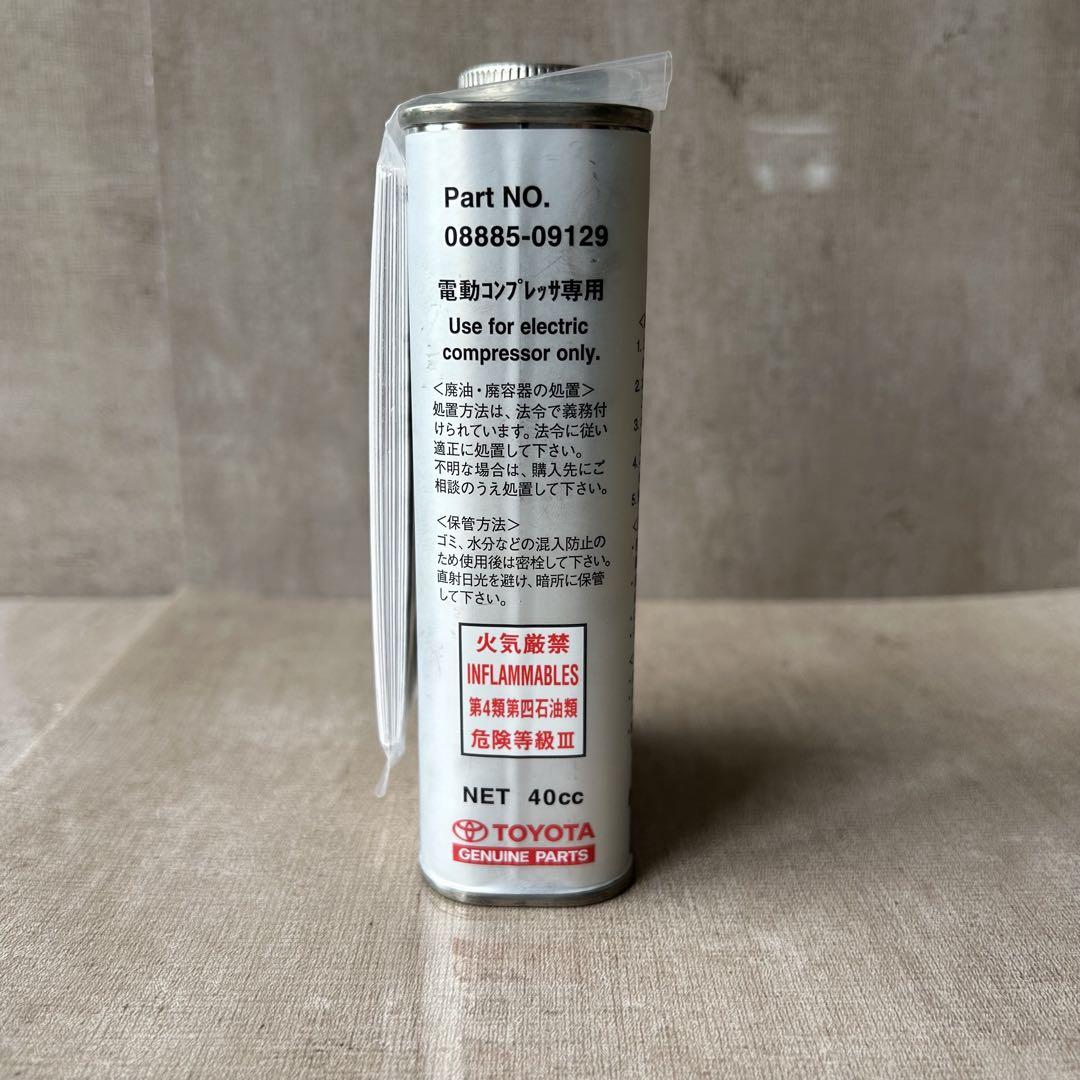 Part NO.
08885-09129
電動コンプレッサ専用
Use for electric
compressor only.
＜廃油・廃容器の処置＞
処置方法は、法令で義務付
けられています。法令に従い
適正に処置して下さい。
不明な場合は、購入先にご
相談のうえ処置して下さい。
＜保管方法＞
ゴミ、水分などの混入防止の
ため使用後は密栓して下さい。
直射日光を避け、暗所に保管
して下さい。
火気厳禁
INFLAMMABLES
第4類第四石油類
危険等級Ⅲ
NET 40cc
TOYOTA
GENUINE PARTS
1.
2.
3.
4.
5.